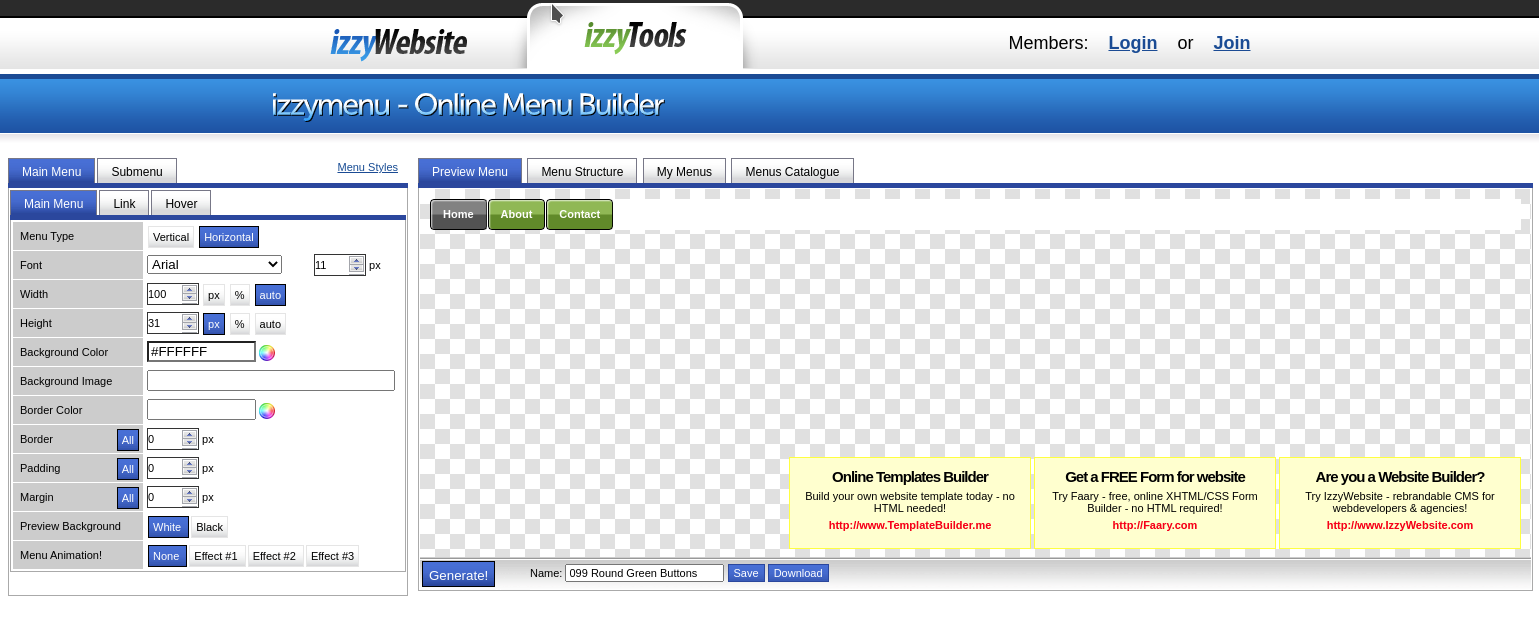 izzyWebsite
izzyTools
Members: Login or Join
izzymenu - Online Menu Builder
Main Menu Submenu Menu Styles
Main Menu Link Hover
Menu Type Vertical Horizontal
Font Arial 11 px
Width 100 px % auto
Height 31 px % auto
Background Color #FFFFFF
Background Image
Border Color
Border All 0 px
Padding All 0 px
Margin All 0 px
Preview Background White Black
Menu Animation! None Effect #1 Effect #2 Effect #3
Preview Menu Menu Structure My Menus Menus Catalogue
Home About Contact
Online Templates Builder
Build your own website template today - no
HTML needed!
http://www.TemplateBuilder.me
Get a FREE Form for website
Try Faary - free, online XHTML/CSS Form
Builder - no HTML required!
http://Faary.com
Are you a Website Builder?
Try IzzyWebsite - rebrandable CMS for
webdevelopers & agencies!
http://www.IzzyWebsite.com
Generate! Name: 099 Round Green Buttons Save Download